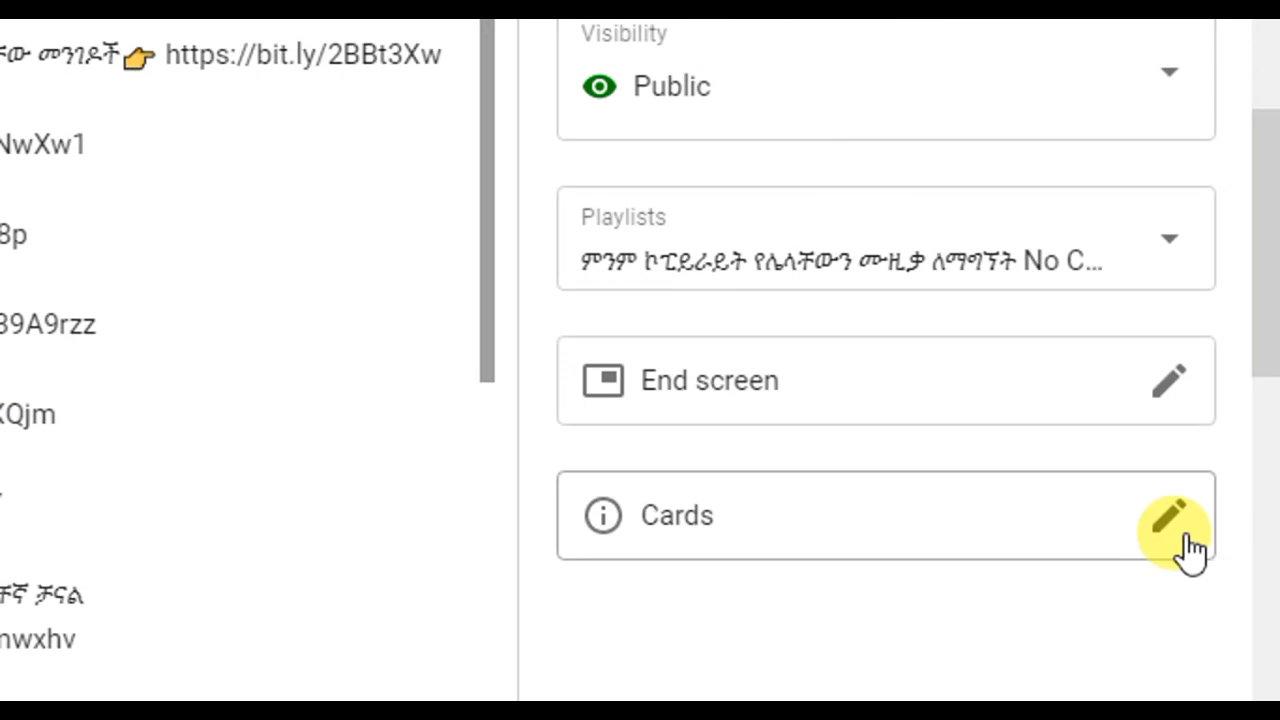 መንገዶች👉 https://bit.ly/2BBt3Xw
NwXw1
8p
39A9rzz
XQjm
ቻናል
nwxhv
Visibility
Public
Playlists
ምንም ኮፒይራይት የሌላቸውን ሙዚቃ ለማግኘት No C...
End screen
Cards